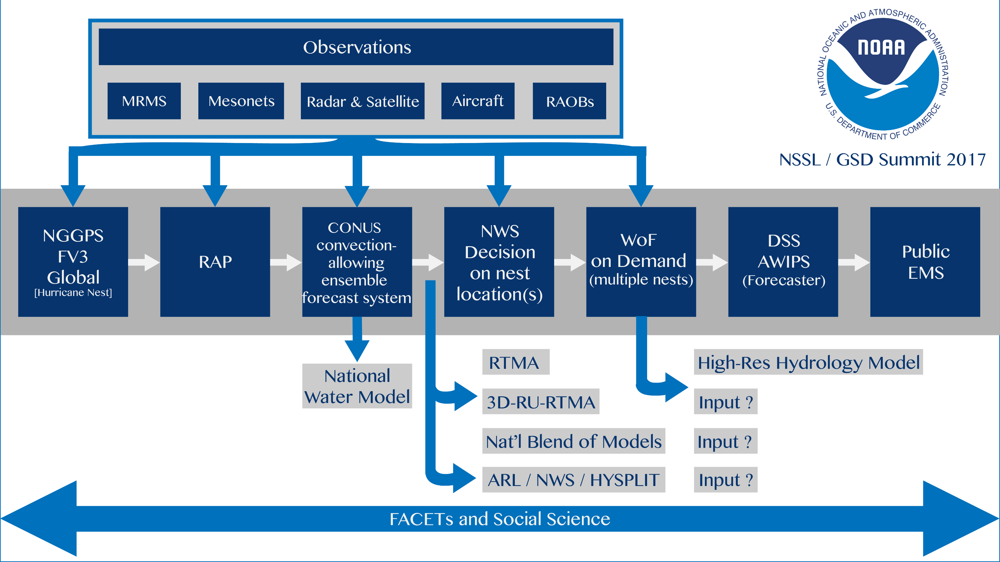 Observations
MRMS
Mesonets
Radar & Satellite
Aircraft
RAOBs
NATIONAL OCEANIC AND ATMOSPHERIC ADMINISTRATION
NOAA
U.S. DEPARTMENT OF COMMERCE
NSSL / GSD Summit 2017
NGGPS
FV3
Global
[Hurricane Nest]
RAP
CONUS
convection-
allowing
ensemble
forecast system
NWS
Decision
on nest
location(s)
WoF
on Demand
(multiple nests)
DSS
AWIPS
(Forecaster)
Public
EMS
National
Water Model
RTMA
3D-RU-RTMA
Nat’l Blend of Models
ARL / NWS / HYSPLIT
High-Res Hydrology Model
Input ?
Input ?
Input ?
FACETs and Social Science